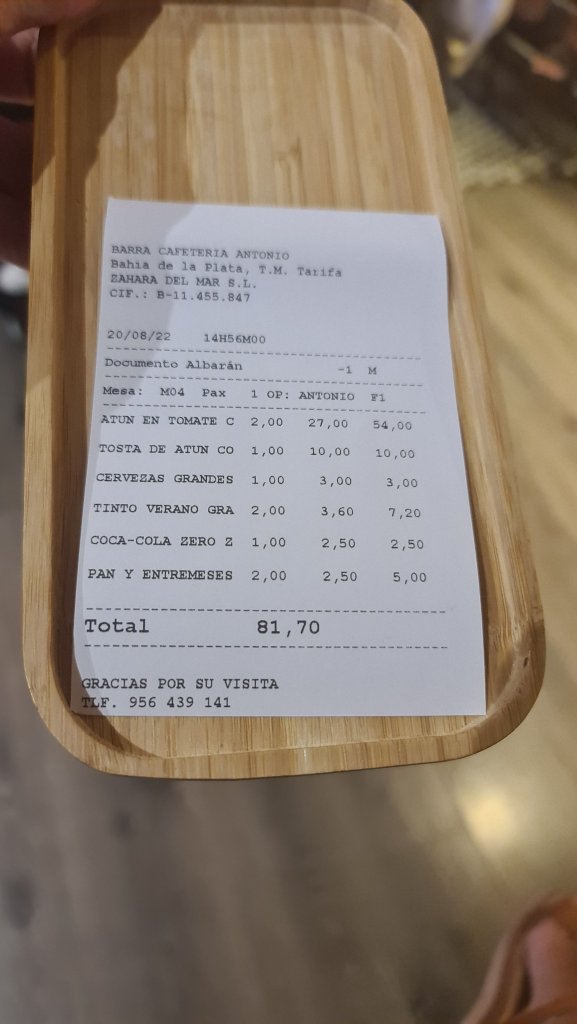 BARRA CAFETERIA ANTONIO
Bahia de la Plata, T.M. Tarifa
ZAHARA DEL MAR S.L.
CIF.: B-11.455.847
20/08/22 14H56M00
Documento Albarán -1 M
Mesa: M04 Pax 1 OP: ANTONIO F1
ATUN EN TOMATE C 2,00 27,00 54,00
TOSTA DE ATUN CO 1,00 10,00 10,00
CERVEZAS GRANDES 1,00 3,00 3,00
TINTO VERANO GRA 2,00 3,60 7,20
COCA-COLA ZERO Z 1,00 2,50 2,50
PAN Y ENTREMESES 2,00 2,50 5,00
Total 81,70
GRACIAS POR SU VISITA
TLF. 956 439 141